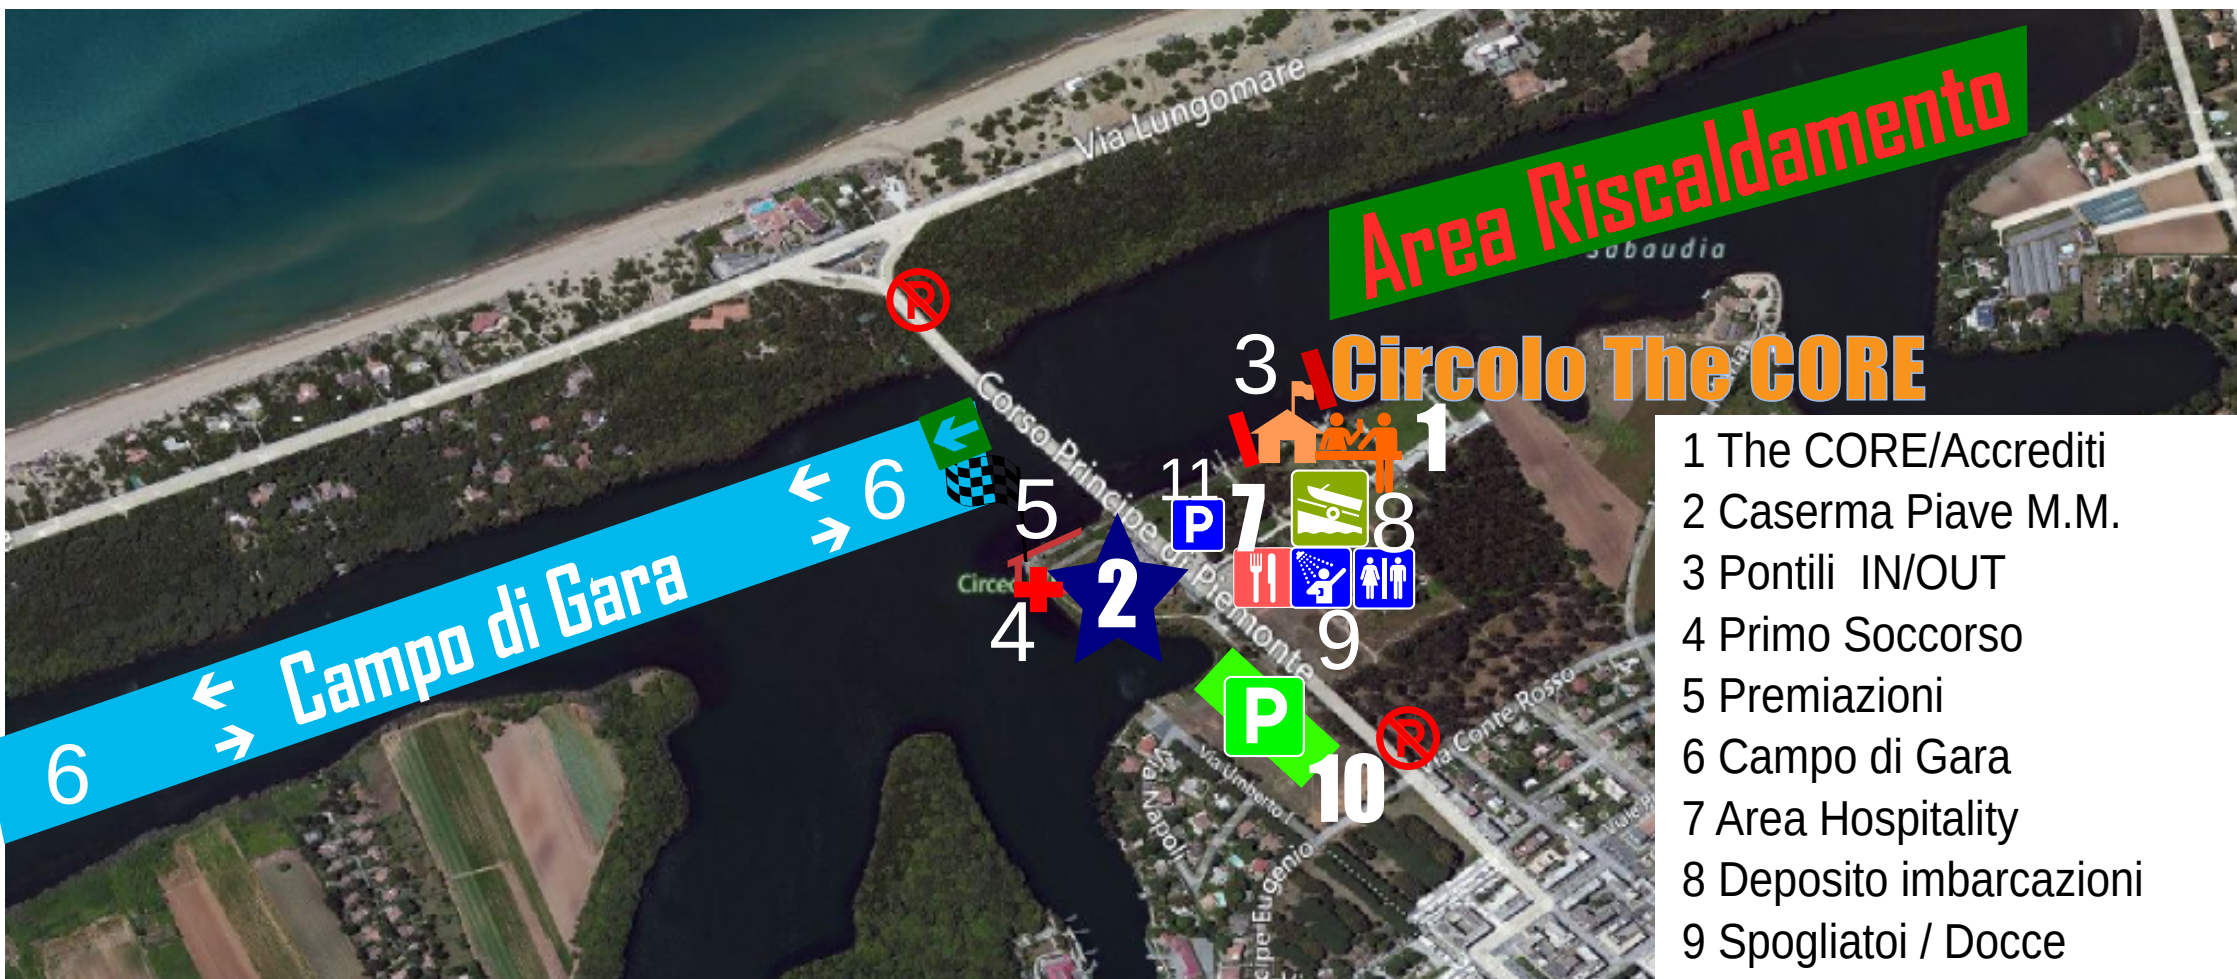 Via Lungomare
Area Riscaldamento
Sabaudia
3
Circolo The CORE
Corso Principe di Piemonte
1
6
5
11
P
7
8
Campo di Gara
2
4
9
6
P
10
Via Conte Rosso
Via Umberto I
Via Napoli
1 The CORE/Accrediti
2 Caserma Piave M.M.
3 Pontili IN/OUT
4 Primo Soccorso
5 Premiazioni
6 Campo di Gara
7 Area Hospitality
8 Deposito imbarcazioni
9 Spogliatoi / Docce